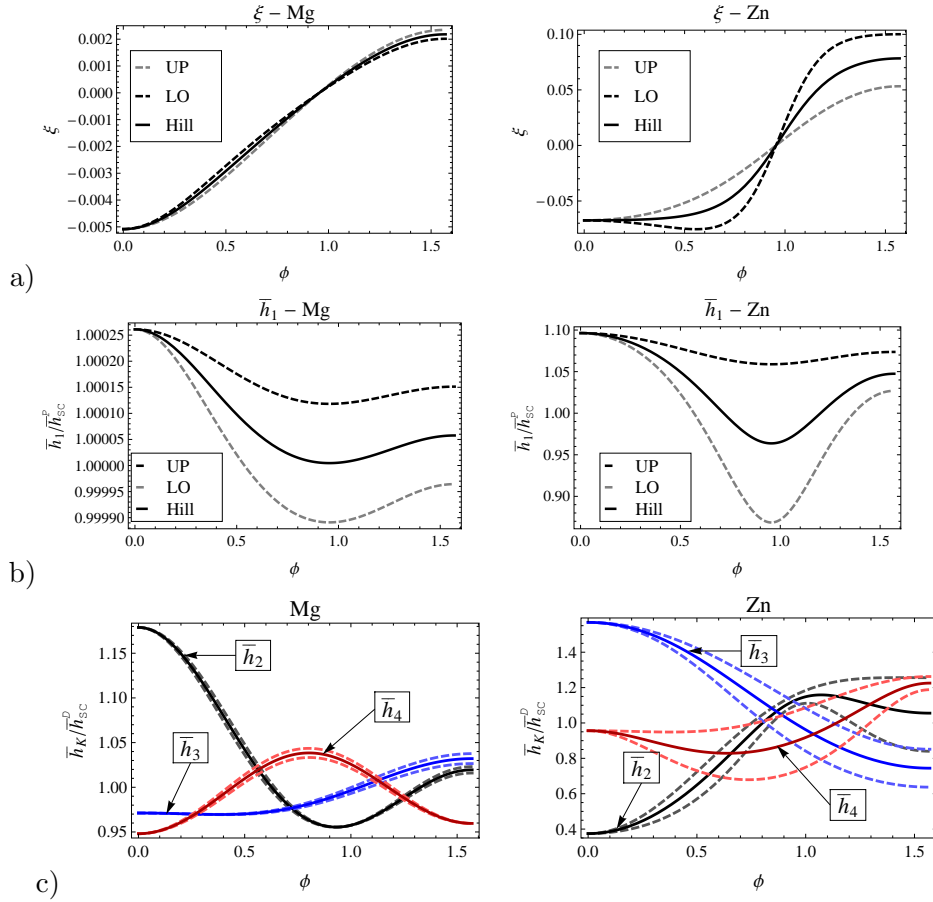 ξ – Mg
0.002
0.001
0.000
−0.001
−0.002
−0.003
−0.004
−0.005
ξ
UP
LO
Hill
0.0 0.5 1.0 1.5
ϕ
ξ – Zn
0.10
0.05
0.00
−0.05
ξ
UP
LO
Hill
0.0 0.5 1.0 1.5
ϕ
a)
h̅₁ – Mg
1.00025
1.00020
1.00015
1.00010
1.00005
1.00000
0.99995
0.99990
h̅₁/h̅ᴾSC
UP
LO
Hill
0.0 0.5 1.0 1.5
ϕ
h̅₁ – Zn
1.10
1.05
1.00
0.95
0.90
h̅₁/h̅ᴾSC
UP
LO
Hill
0.0 0.5 1.0 1.5
ϕ
b)
Mg
1.15
1.10
1.05
1.00
0.95
h̅K/h̅ᴰSC
h̅₂
h̅₄
h̅₃
0.0 0.5 1.0 1.5
ϕ
Zn
1.6
1.4
1.2
1.0
0.8
0.6
0.4
h̅K/h̅ᴰSC
h̅₃
h̅₂
h̅₄
0.0 0.5 1.0 1.5
ϕ
c)